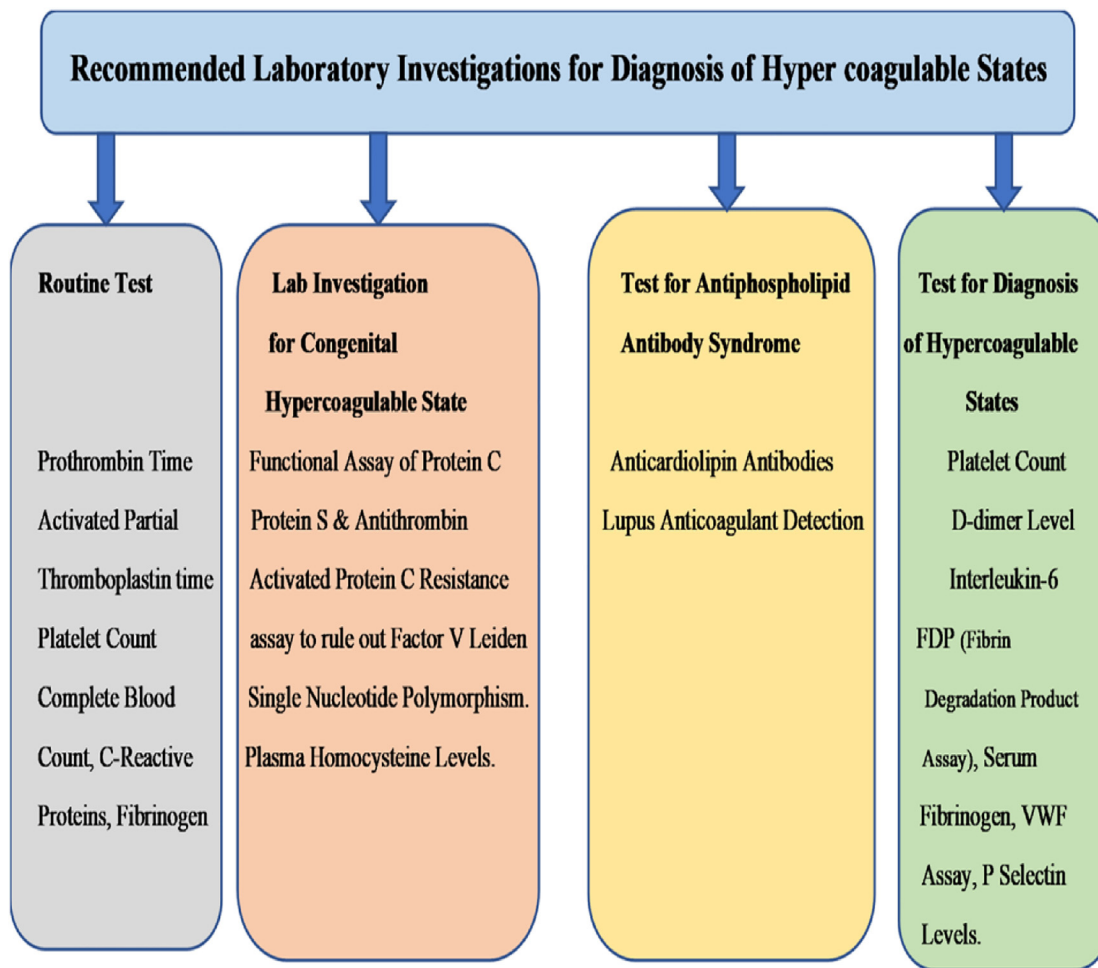 Recommended Laboratory Investigations for Diagnosis of Hyper coagulable States
Routine Test
Prothrombin Time
Activated Partial
Thromboplastin time
Platelet Count
Complete Blood
Count, C-Reactive
Proteins, Fibrinogen
Lab Investigation
for Congenital
Hypercoagulable State
Functional Assay of Protein C
Protein S & Antithrombin
Activated Protein C Resistance
assay to rule out Factor V Leiden
Single Nucleotide Polymorphism.
Plasma Homocysteine Levels.
Test for Antiphospholipid
Antibody Syndrome
Anticardiolipin Antibodies
Lupus Anticoagulant Detection
Test for Diagnosis
of Hypercoagulable
States
Platelet Count
D-dimer Level
Interleukin-6
FDP (Fibrin
Degradation Product
Assay), Serum
Fibrinogen, VWF
Assay, P Selectin
Levels.